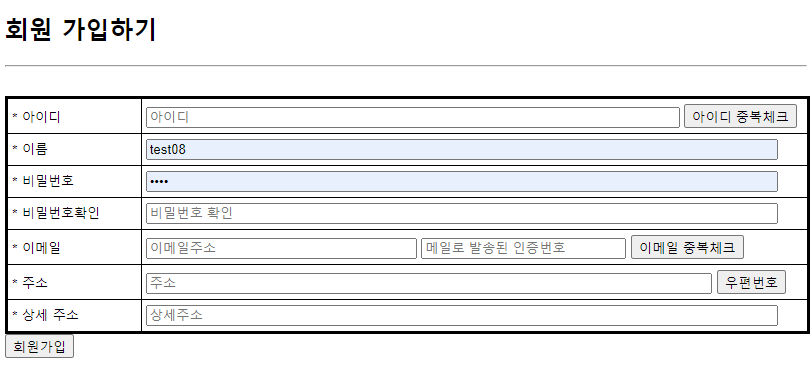 회원 가입하기
* 아이디 아이디 아이디 중복체크
* 이름 test08
* 비밀번호 ••••
* 비밀번호확인 비밀번호 확인
* 이메일 이메일주소 메일로 발송된 인증번호 이메일 중복체크
* 주소 주소 우편번호
* 상세 주소 상세주소
회원가입